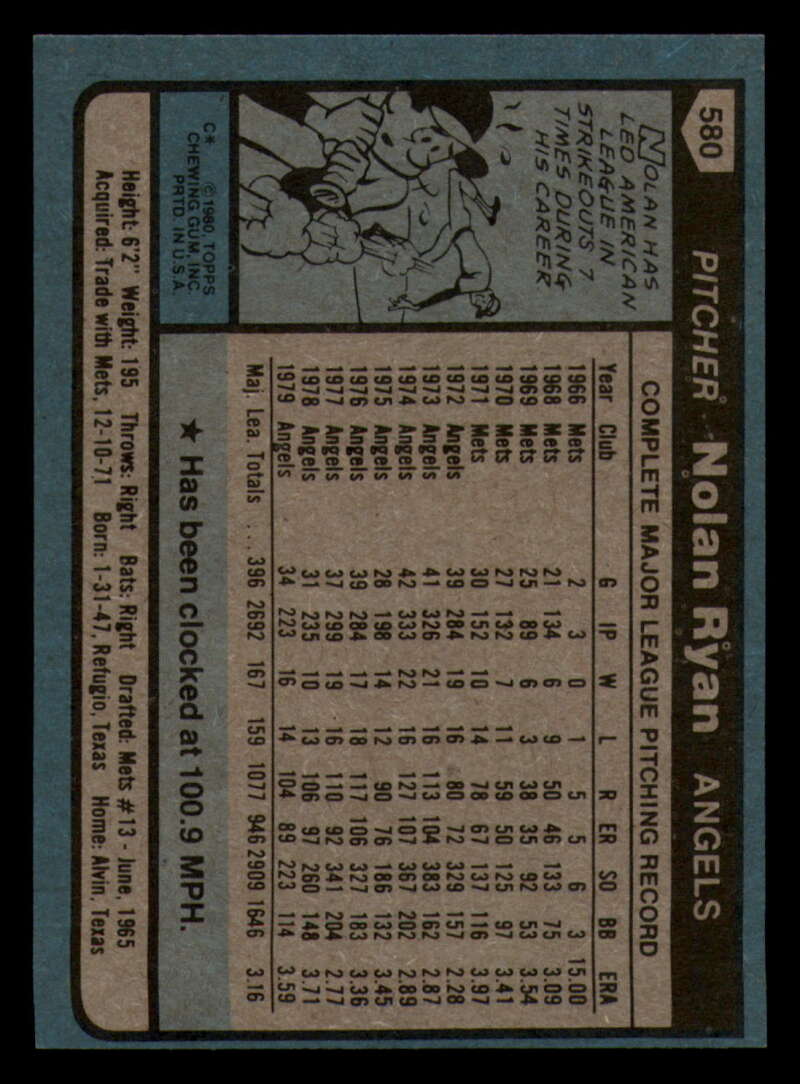 580
PITCHER Nolan Ryan ANGELS
NOLAN HAS
LED AMERICAN
LEAGUE IN
STRIKEOUTS 7
TIMES DURING
HIS CAREER
C* ©1980, TOPPS
CHEWING GUM, INC.
PRTD. IN U.S.A.
COMPLETE MAJOR LEAGUE PITCHING RECORD
Year Club G IP W L R ER SO BB ERA
1966 Mets 2 3 0 1 5 5 6 3 15.00
1968 Mets 21 134 6 9 50 46 133 75 3.09
1969 Mets 25 89 6 3 38 35 92 53 3.54
1970 Mets 27 132 7 11 59 50 125 97 3.41
1971 Mets 30 152 10 14 78 67 137 116 3.97
1972 Angels 39 284 19 16 80 72 329 157 2.28
1973 Angels 41 326 21 16 113 104 383 162 2.87
1974 Angels 42 333 22 16 127 107 367 202 2.89
1975 Angels 28 198 14 12 90 76 186 132 3.45
1976 Angels 39 284 17 18 117 106 327 183 3.36
1977 Angels 37 299 19 16 110 92 341 204 2.77
1978 Angels 31 235 10 13 106 97 260 148 3.71
1979 Angels 34 223 16 14 104 89 223 114 3.59
Maj. Lea. Totals ... 396 2692 167 159 1077 946 2909 1646 3.16
★ Has been clocked at 100.9 MPH.
Height: 6'2" Weight: 195 Throws: Right Bats: Right Drafted: Mets #13 - June, 1965
Acquired: Trade with Mets, 12-10-71 Born: 1-31-47, Refugio, Texas Home: Alvin, Texas